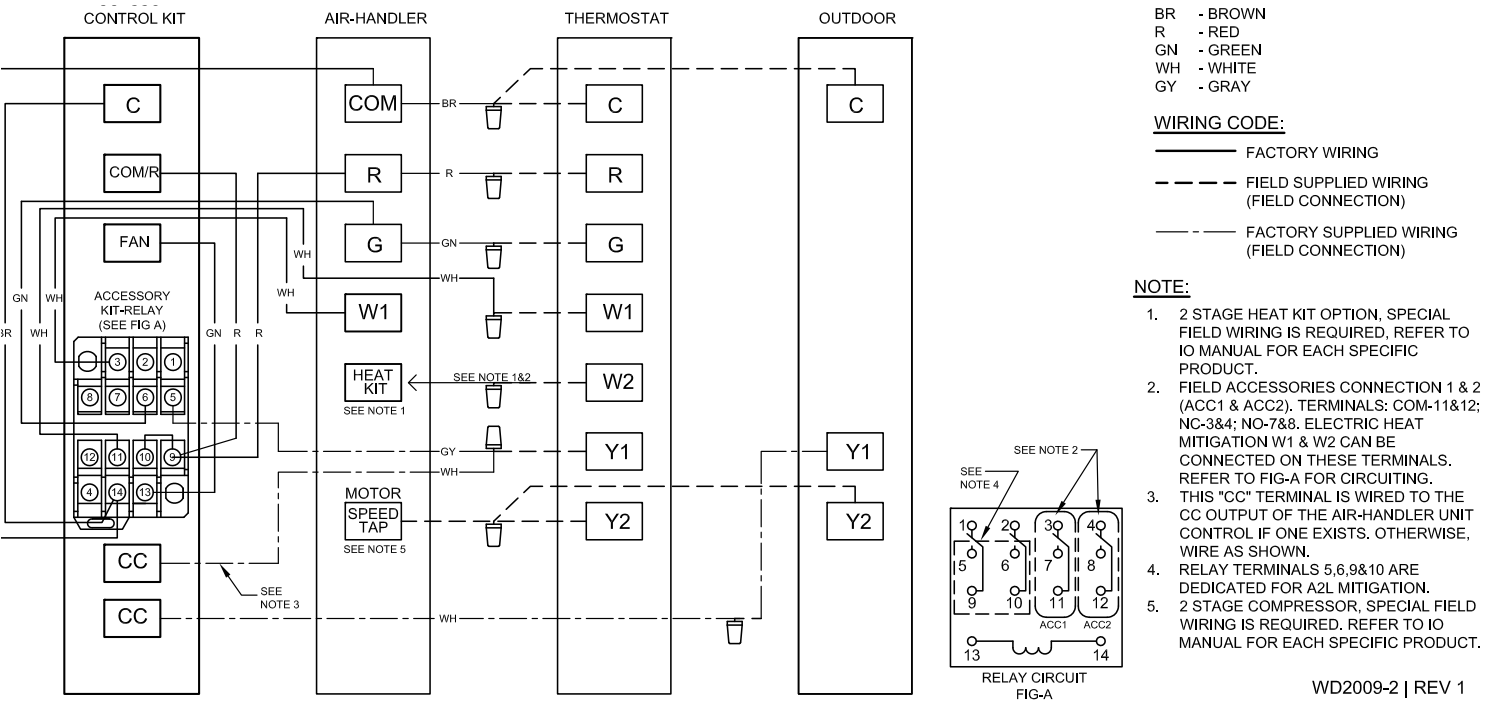 CONTROL KIT
AIR-HANDLER
THERMOSTAT
OUTDOOR
C
COM
BR
C
C
COM/R
R
R
R
FAN
G
GN
G
WH
WH
WH
W1
W1
GN
WH
WH
GN
R
R
ACCESSORY
KIT-RELAY
(SEE FIG A)
3
2
1
8
7
6
5
12
11
10
9
4
14
13
HEAT
KIT
SEE NOTE 1
SEE NOTE 1&2
W2
GY
WH
Y1
Y1
MOTOR
SPEED
TAP
SEE NOTE 5
Y2
Y2
CC
SEE
NOTE 3
CC
WH
BR - BROWN
R - RED
GN - GREEN
WH - WHITE
GY - GRAY
WIRING CODE:
FACTORY WIRING
FIELD SUPPLIED WIRING
(FIELD CONNECTION)
FACTORY SUPPLIED WIRING
(FIELD CONNECTION)
NOTE:
1. 2 STAGE HEAT KIT OPTION, SPECIAL
FIELD WIRING IS REQUIRED, REFER TO
IO MANUAL FOR EACH SPECIFIC
PRODUCT.
2. FIELD ACCESSORIES CONNECTION 1 & 2
(ACC1 & ACC2). TERMINALS: COM-11&12;
NC-3&4; NO-7&8. ELECTRIC HEAT
MITIGATION W1 & W2 CAN BE
CONNECTED ON THESE TERMINALS.
REFER TO FIG-A FOR CIRCUITING.
3. THIS "CC" TERMINAL IS WIRED TO THE
CC OUTPUT OF THE AIR-HANDLER UNIT
CONTROL IF ONE EXISTS. OTHERWISE,
WIRE AS SHOWN.
4. RELAY TERMINALS 5,6,9&10 ARE
DEDICATED FOR A2L MITIGATION.
5. 2 STAGE COMPRESSOR, SPECIAL FIELD
WIRING IS REQUIRED. REFER TO IO
MANUAL FOR EACH SPECIFIC PRODUCT.
SEE NOTE 2
SEE
NOTE 4
1
2
3
4
5
6
7
8
9
10
11
12
ACC1
ACC2
13
14
RELAY CIRCUIT
FIG-A
WD2009-2 | REV 1